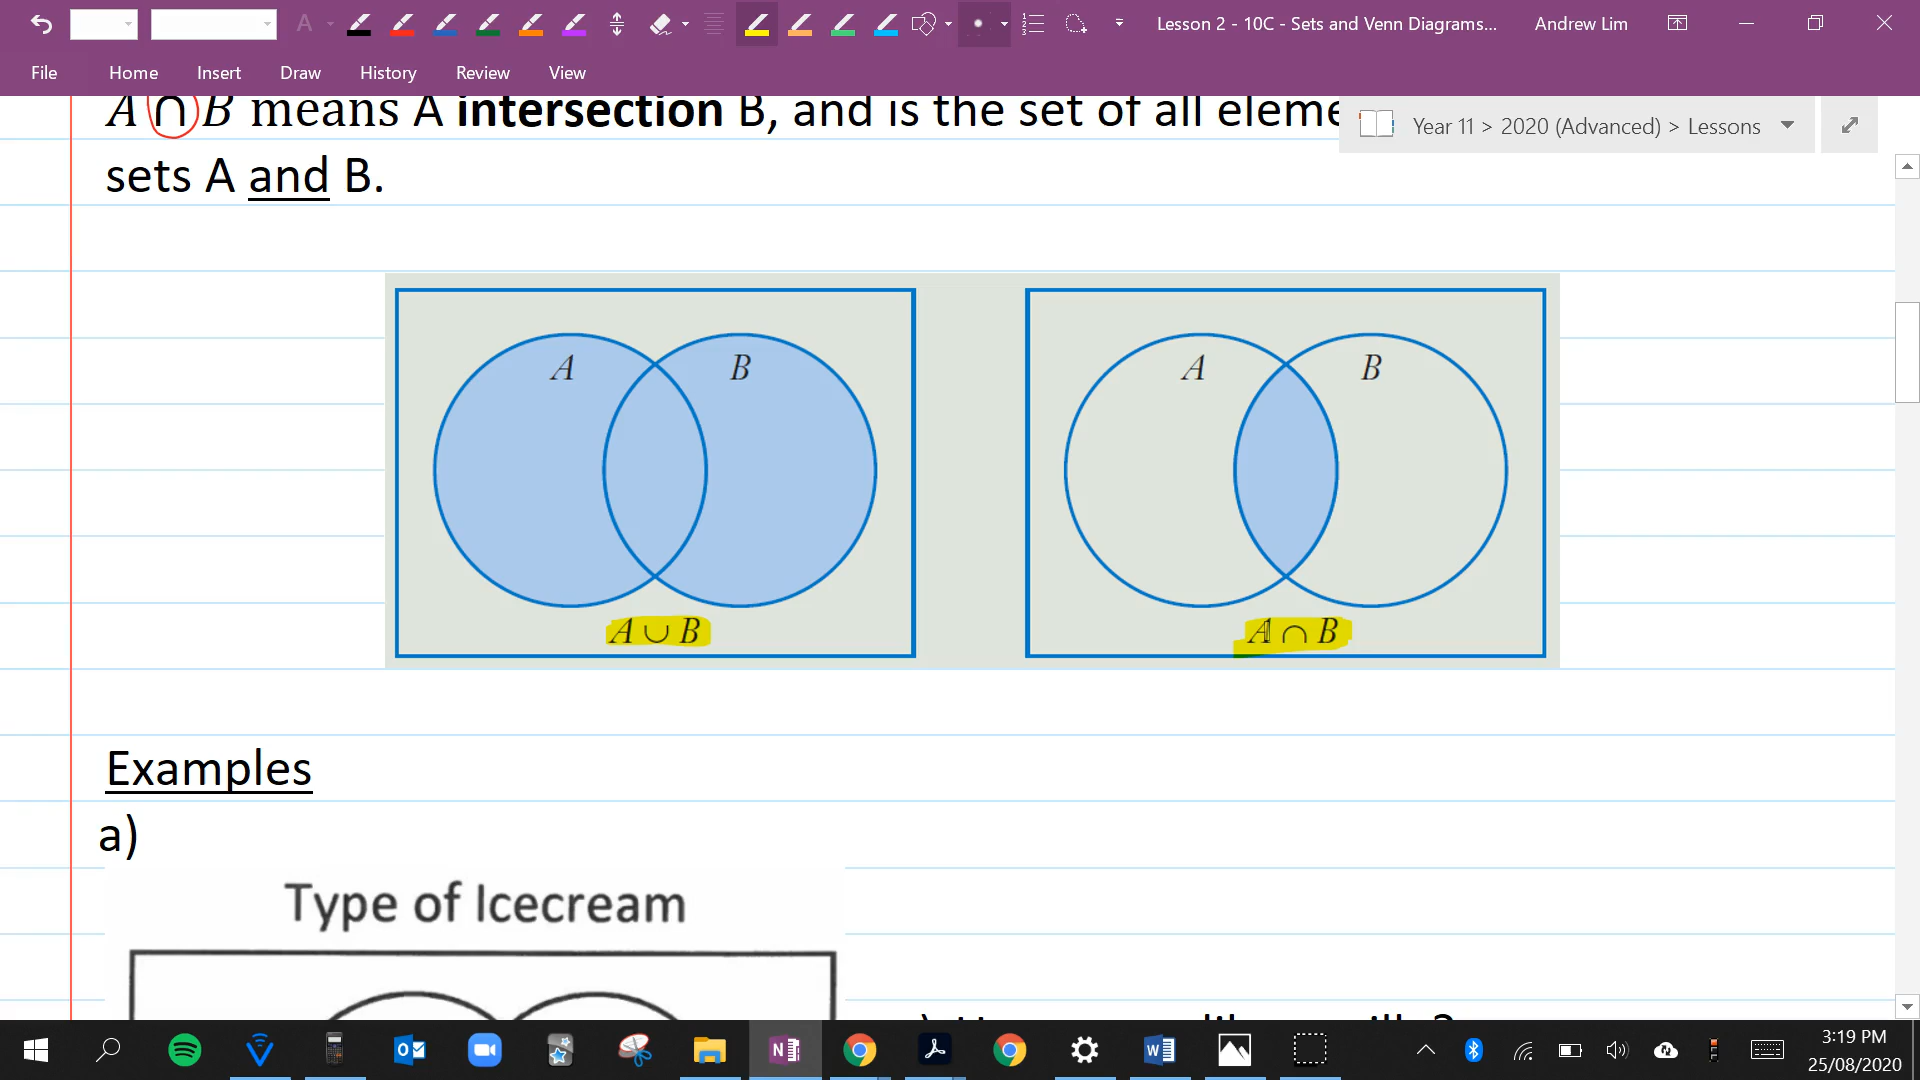 Lesson 2 - 10C - Sets and Venn Diagrams...
Andrew Lim
File Home Insert Draw History Review View
A ∩ B means A intersection B, and is the set of all eleme
Year 11 > 2020 (Advanced) > Lessons
sets A and B.
A B
A B
A ∪ B
A ∩ B
Examples
a)
Type of Icecream
3:19 PM
25/08/2020